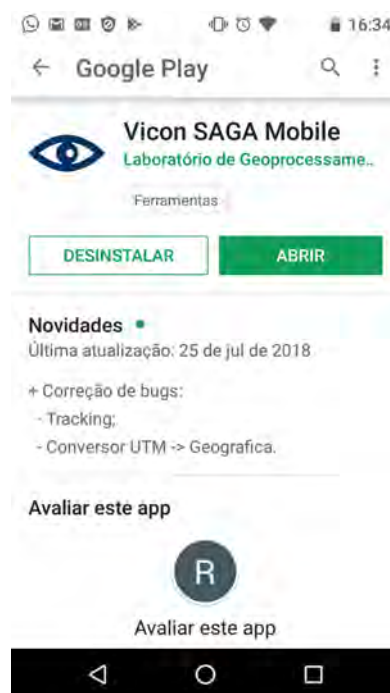 16:34
Google Play
Vicon SAGA Mobile
Laboratório de Geoprocessame..
Ferramentas
DESINSTALAR
ABRIR
Novidades
Última atualização: 25 de jul de 2018
+ Correção de bugs:
- Tracking;
- Conversor UTM -> Geografica.
Avaliar este app
R
Avaliar este app